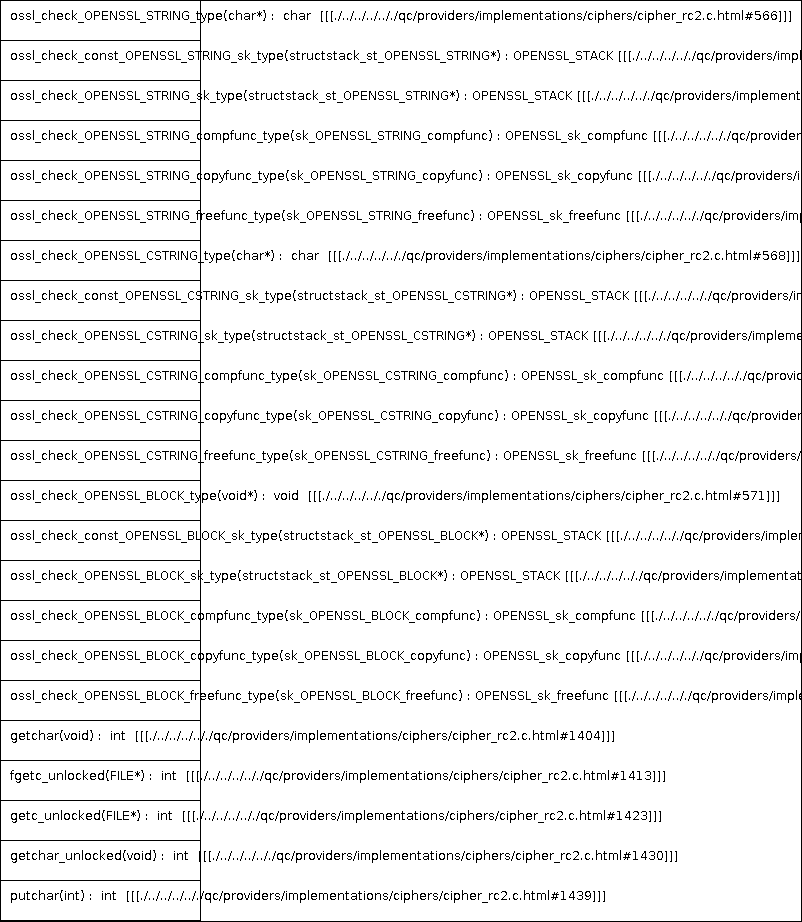 ossl_check_OPENSSL_STRING_type(char*) :  char  [[[./../../../../../qc/providers/implementations/ciphers/cipher_rc2.c.html#566]]]
ossl_check_const_OPENSSL_STRING_sk_type(structstack_st_OPENSSL_STRING*) : OPENSSL_STACK [[[./../../../../../qc/providers/impl
ossl_check_OPENSSL_STRING_sk_type(structstack_st_OPENSSL_STRING*) : OPENSSL_STACK [[[./../../../../../qc/providers/implement
ossl_check_OPENSSL_STRING_compfunc_type(sk_OPENSSL_STRING_compfunc) : OPENSSL_sk_compfunc [[[./../../../../../qc/provider
ossl_check_OPENSSL_STRING_copyfunc_type(sk_OPENSSL_STRING_copyfunc) : OPENSSL_sk_copyfunc [[[./../../../../../qc/providers/i
ossl_check_OPENSSL_STRING_freefunc_type(sk_OPENSSL_STRING_freefunc) : OPENSSL_sk_freefunc [[[./../../../../../qc/providers/imp
ossl_check_OPENSSL_CSTRING_type(char*) :  char  [[[./../../../../../qc/providers/implementations/ciphers/cipher_rc2.c.html#568]]]
ossl_check_const_OPENSSL_CSTRING_sk_type(structstack_st_OPENSSL_CSTRING*) : OPENSSL_STACK [[[./../../../../../qc/providers/in
ossl_check_OPENSSL_CSTRING_sk_type(structstack_st_OPENSSL_CSTRING*) : OPENSSL_STACK [[[./../../../../../qc/providers/impleme
ossl_check_OPENSSL_CSTRING_compfunc_type(sk_OPENSSL_CSTRING_compfunc) : OPENSSL_sk_compfunc [[[./../../../../../qc/provid
ossl_check_OPENSSL_CSTRING_copyfunc_type(sk_OPENSSL_CSTRING_copyfunc) : OPENSSL_sk_copyfunc [[[./../../../../../qc/provider
ossl_check_OPENSSL_CSTRING_freefunc_type(sk_OPENSSL_CSTRING_freefunc) : OPENSSL_sk_freefunc [[[./../../../../../qc/providers/
ossl_check_OPENSSL_BLOCK_type(void*) :  void  [[[./../../../../../qc/providers/implementations/ciphers/cipher_rc2.c.html#571]]]
ossl_check_const_OPENSSL_BLOCK_sk_type(structstack_st_OPENSSL_BLOCK*) : OPENSSL_STACK [[[./../../../../../qc/providers/implen
ossl_check_OPENSSL_BLOCK_sk_type(structstack_st_OPENSSL_BLOCK*) : OPENSSL_STACK [[[./../../../../../qc/providers/implementat
ossl_check_OPENSSL_BLOCK_compfunc_type(sk_OPENSSL_BLOCK_compfunc) : OPENSSL_sk_compfunc [[[./../../../../../qc/providers/
ossl_check_OPENSSL_BLOCK_copyfunc_type(sk_OPENSSL_BLOCK_copyfunc) : OPENSSL_sk_copyfunc [[[./../../../../../qc/providers/imp
ossl_check_OPENSSL_BLOCK_freefunc_type(sk_OPENSSL_BLOCK_freefunc) : OPENSSL_sk_freefunc [[[./../../../../../qc/providers/imple
getchar(void) :  int  [[[./../../../../../qc/providers/implementations/ciphers/cipher_rc2.c.html#1404]]]
fgetc_unlocked(FILE*) :  int  [[[./../../../../../qc/providers/implementations/ciphers/cipher_rc2.c.html#1413]]]
getc_unlocked(FILE*) :  int  [[[./../../../../../qc/providers/implementations/ciphers/cipher_rc2.c.html#1423]]]
getchar_unlocked(void) :  int  [[[./../../../../../qc/providers/implementations/ciphers/cipher_rc2.c.html#1430]]]
putchar(int) :  int  [[[./../../../../../qc/providers/implementations/ciphers/cipher_rc2.c.html#1439]]]